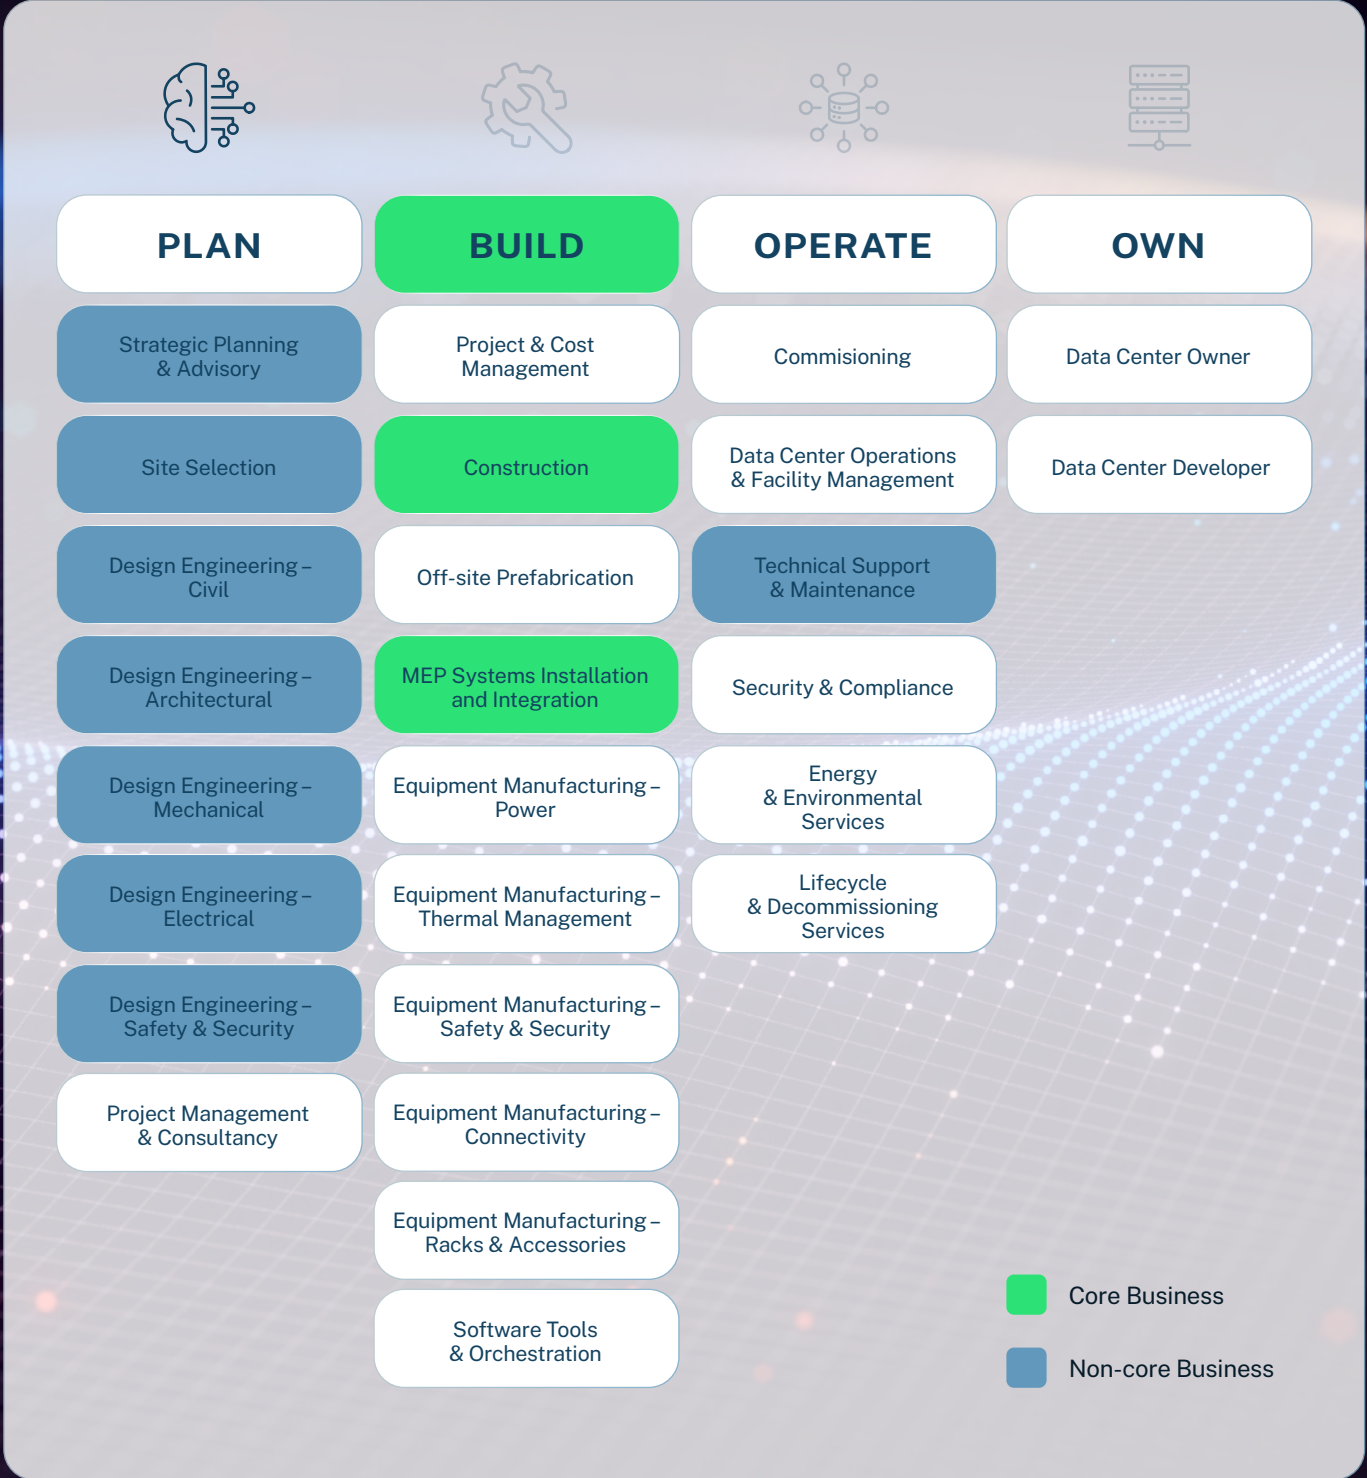 PLAN
Strategic Planning
& Advisory
Site Selection
Design Engineering –
Civil
Design Engineering –
Architectural
Design Engineering –
Mechanical
Design Engineering –
Electrical
Design Engineering –
Safety & Security
Project Management
& Consultancy
BUILD
Project & Cost
Management
Construction
Off-site Prefabrication
MEP Systems Installation
and Integration
Equipment Manufacturing –
Power
Equipment Manufacturing –
Thermal Management
Equipment Manufacturing –
Safety & Security
Equipment Manufacturing –
Connectivity
Equipment Manufacturing –
Racks & Accessories
Software Tools
& Orchestration
OPERATE
Commisioning
Data Center Operations
& Facility Management
Technical Support
& Maintenance
Security & Compliance
Energy
& Environmental
Services
Lifecycle
& Decommissioning
Services
OWN
Data Center Owner
Data Center Developer
Core Business
Non-core Business